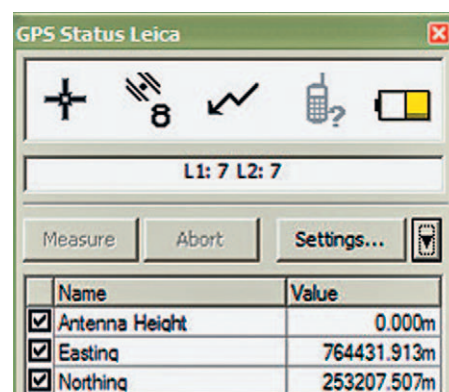 GPS Status Leica
8
?
L1: 7 L2: 7
Measure Abort Settings...
Name Value
Antenna Height 0.000m
Easting 764431.913m
Northing 253207.507m